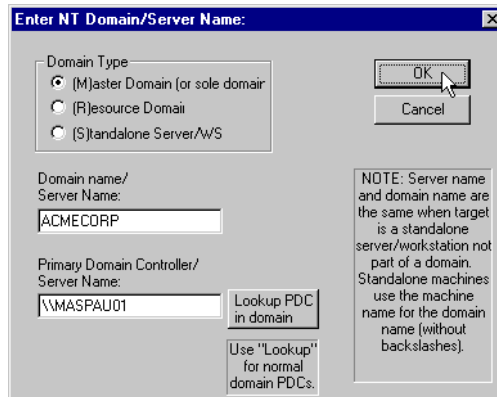 Enter NT Domain/Server Name:
Domain Type
(M)aster Domain (or sole domair
(R)esource Domaii
(S)tandalone Server/WS
OK
Cancel
Domain name/
Server Name:
ACMECORP
Primary Domain Controller/
Server Name:
\\MASPAU01
Lookup PDC
in domain
Use "Lookup"
for normal
domain PDCs.
NOTE: Server name
and domain name are
the same when target
is a standalone
server/workstation not
part of a domain.
Standalone machines
use the machine
name for the domain
name (without
backslashes).